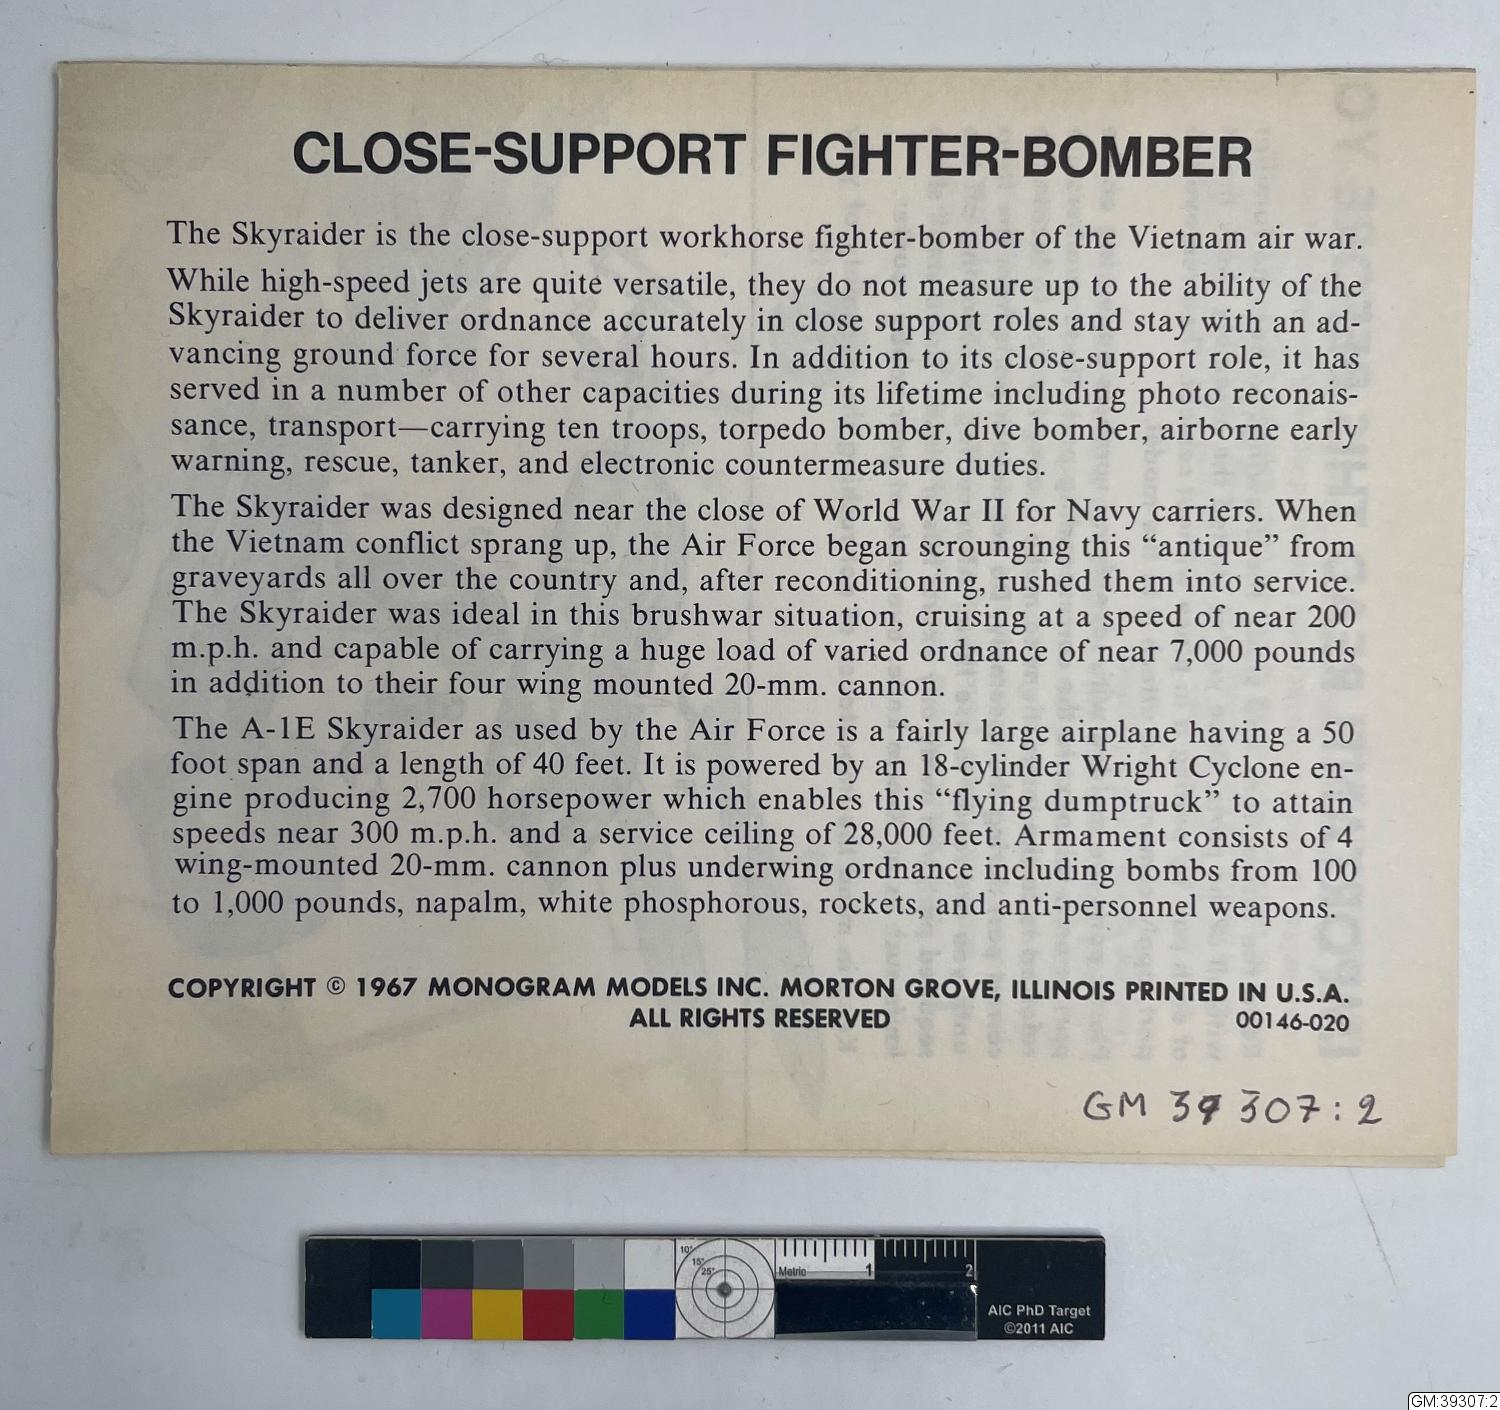 CLOSE-SUPPORT FIGHTER-BOMBER
The Skyraider is the close-support workhorse fighter-bomber of the Vietnam air war.
While high-speed jets are quite versatile, they do not measure up to the ability of the
Skyraider to deliver ordnance accurately in close support roles and stay with an ad-
vancing ground force for several hours. In addition to its close-support role, it has
served in a number of other capacities during its lifetime including photo reconais-
sance, transport—carrying ten troops, torpedo bomber, dive bomber, airborne early
warning, rescue, tanker, and electronic countermeasure duties.
The Skyraider was designed near the close of World War II for Navy carriers. When
the Vietnam conflict sprang up, the Air Force began scrounging this “antique” from
graveyards all over the country and, after reconditioning, rushed them into service.
The Skyraider was ideal in this brushwar situation, cruising at a speed of near 200
m.p.h. and capable of carrying a huge load of varied ordnance of near 7,000 pounds
in addition to their four wing mounted 20-mm. cannon.
The A-1E Skyraider as used by the Air Force is a fairly large airplane having a 50
foot span and a length of 40 feet. It is powered by an 18-cylinder Wright Cyclone en-
gine producing 2,700 horsepower which enables this “flying dumptruck” to attain
speeds near 300 m.p.h. and a service ceiling of 28,000 feet. Armament consists of 4
wing-mounted 20-mm. cannon plus underwing ordnance including bombs from 100
to 1,000 pounds, napalm, white phosphorous, rockets, and anti-personnel weapons.
COPYRIGHT © 1967 MONOGRAM MODELS INC. MORTON GROVE, ILLINOIS PRINTED IN U.S.A.
ALL RIGHTS RESERVED 00146-020
GM 39 307:2
10° 15° 25°
Metric 1 2
AIC PhD Target
©2011 AIC
GM:39307:2